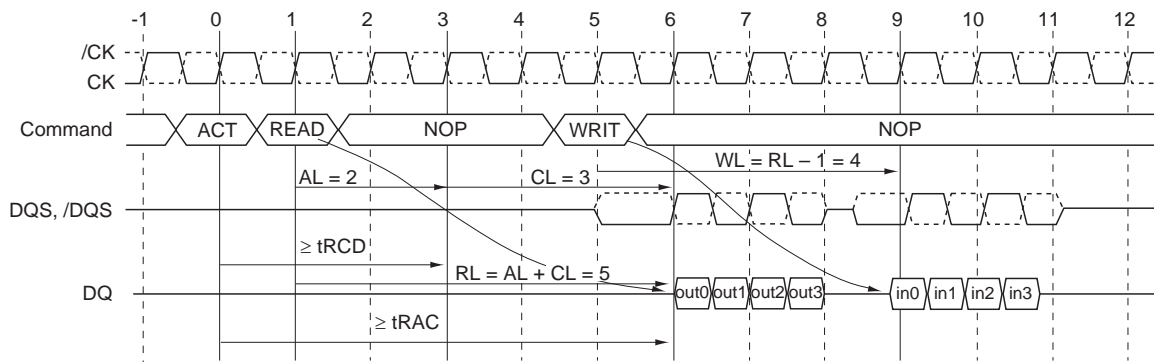 -1 0 1 2 3 4 5 6 7 8 9 10 11 12
/CK
CK
Command ACT READ NOP WRIT NOP
WL = RL − 1 = 4
AL = 2 CL = 3
DQS, /DQS
≥ tRCD
RL = AL + CL = 5
DQ out0 out1 out2 out3 in0 in1 in2 in3
≥ tRAC